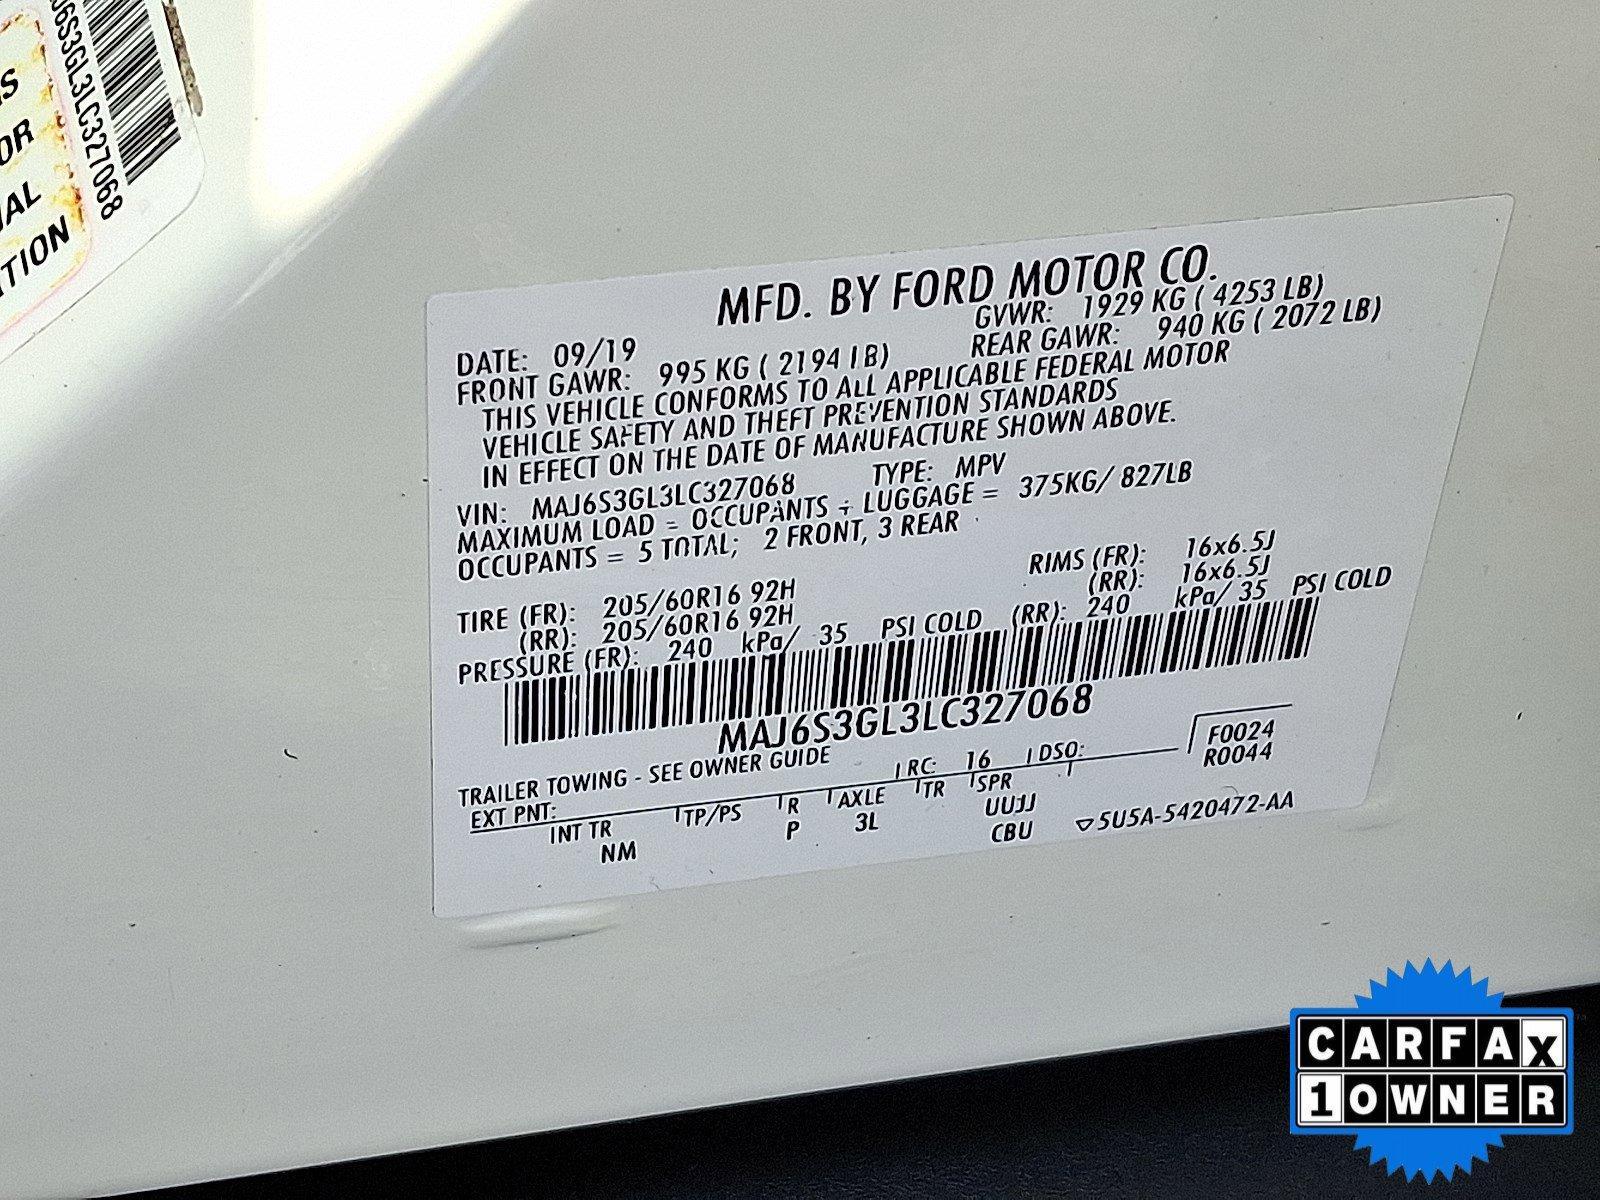 6S3GL3LC327068
S
OR
AL
TION
MFD. BY FORD MOTOR CO.
DATE: 09/19 GVWR: 1929 KG ( 4253 LB)
FRONT GAWR: 995 KG ( 2194 LB) REAR GAWR: 940 KG ( 2072 LB)
THIS VEHICLE CONFORMS TO ALL APPLICABLE FEDERAL MOTOR
VEHICLE SAFETY AND THEFT PREVENTION STANDARDS
IN EFFECT ON THE DATE OF MANUFACTURE SHOWN ABOVE.
VIN: MAJ6S3GL3LC327068 TYPE: MPV
MAXIMUM LOAD = OCCUPANTS + LUGGAGE = 375KG/ 827LB
OCCUPANTS = 5 TOTAL; 2 FRONT, 3 REAR
TIRE (FR): 205/60R16 92H RIMS (FR): 16x6.5J
(RR): 205/60R16 92H (RR): 16x6.5J
PRESSURE (FR): 240 kPa/ 35 PSI COLD (RR): 240 kPa/ 35 PSI COLD
MAJ6S3GL3LC327068
TRAILER TOWING - SEE OWNER GUIDE
EXT PNT: RC: 16 DSO: F0024
R0044
INT TR TP/PS R AXLE TR SPR
NM P 3L UUJJ
CBU 5U5A-5420472-AA
CARFAX
1 OWNER